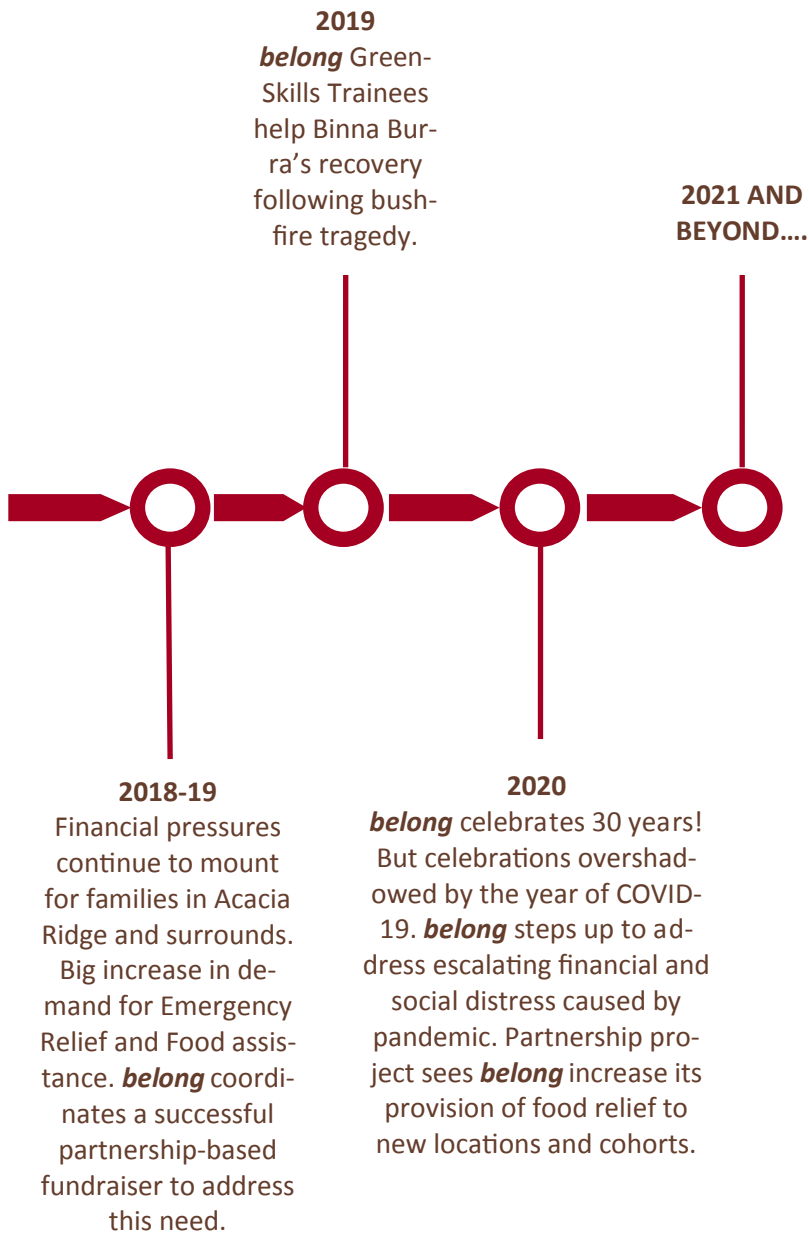 2019
belong Green-
Skills Trainees
help Binna Bur-
ra’s recovery
following bush-
fire tragedy.
2021 AND
BEYOND....
2018-19
Financial pressures
continue to mount
for families in Acacia
Ridge and surrounds.
Big increase in de-
mand for Emergency
Relief and Food assis-
tance. belong coordi-
nates a successful
partnership-based
fundraiser to address
this need.
2020
belong celebrates 30 years!
But celebrations overshad-
owed by the year of COVID-
19. belong steps up to ad-
dress escalating financial and
social distress caused by
pandemic. Partnership pro-
ject sees belong increase its
provision of food relief to
new locations and cohorts.